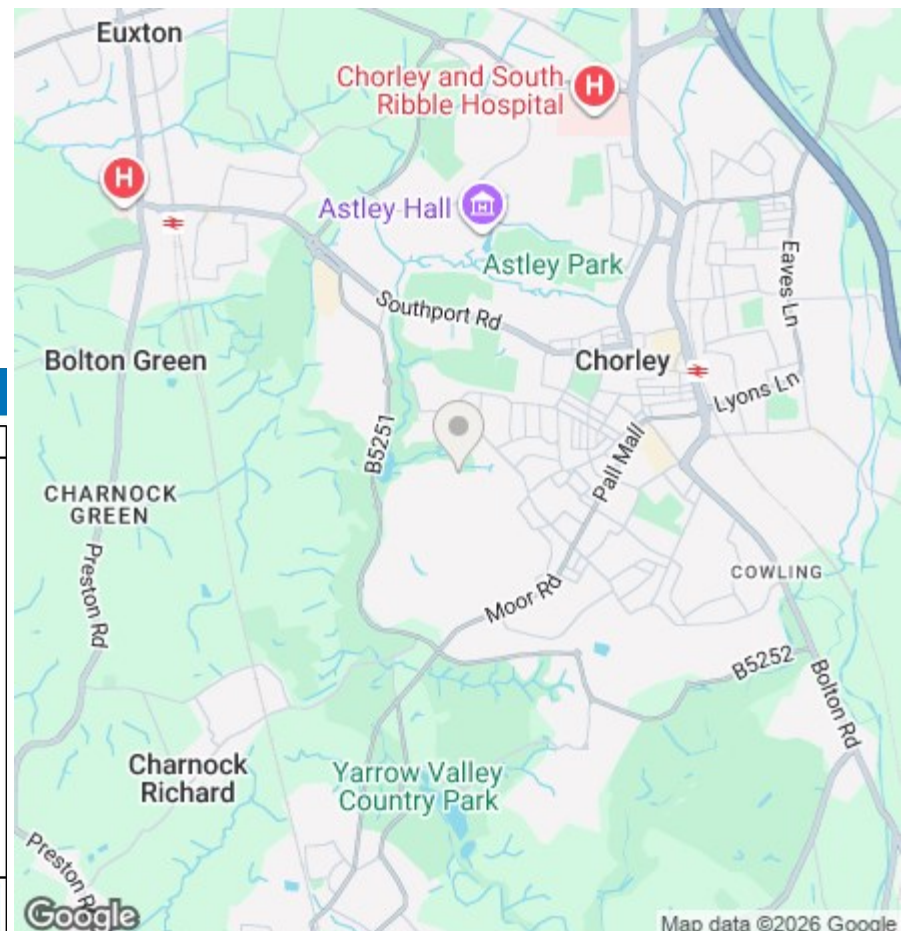 Euxton
Chorley and South
Ribble Hospital
H
H
Astley Hall
Astley Park
Eaves Ln
Southport Rd
Bolton Green
Chorley
Lyons Ln
B5251
Pall Mall
CHARNOCK
GREEN
Preston Rd
COWLING
Moor Rd
B5252
Bolton Rd
Charnock
Richard
Yarrow Valley
Country Park
Preston R
Google
Map data ©2026 Google